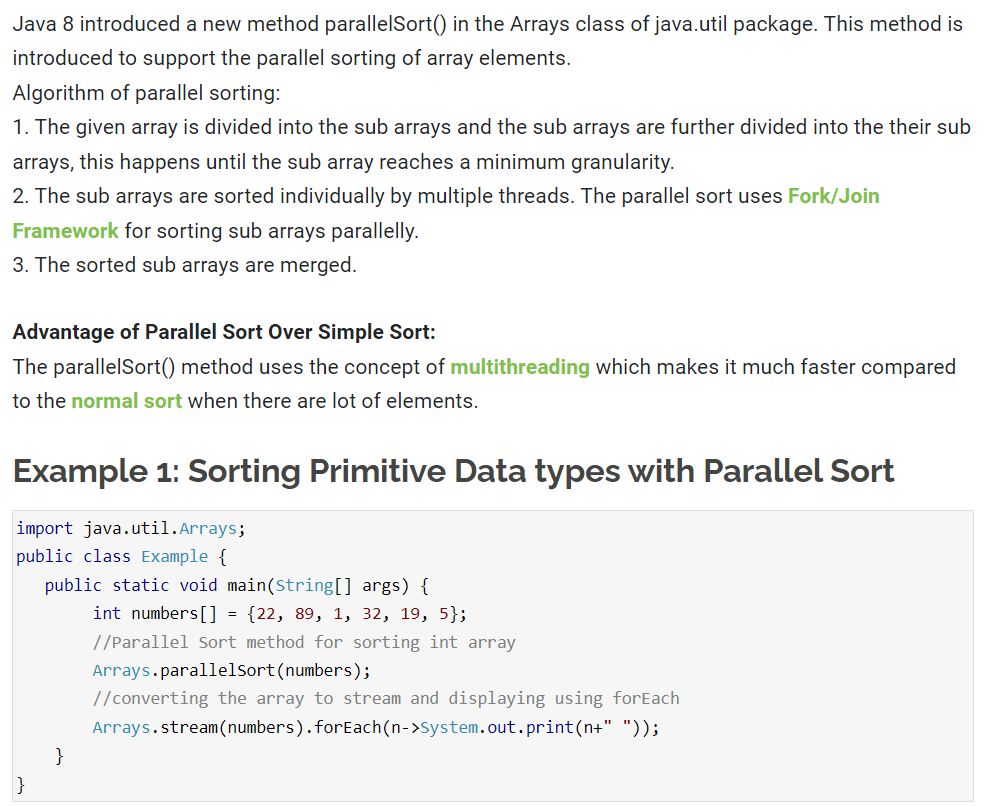 Java 8 introduced a new method parallelSort() in the Arrays class of java.util package. This method is
introduced to support the parallel sorting of array elements.
Algorithm of parallel sorting:
1. The given array is divided into the sub arrays and the sub arrays are further divided into the their sub
arrays, this happens until the sub array reaches a minimum granularity.
2. The sub arrays are sorted individually by multiple threads. The parallel sort uses Fork/Join
Framework for sorting sub arrays parallelly.
3. The sorted sub arrays are merged.
Advantage of Parallel Sort Over Simple Sort:
The parallelSort() method uses the concept of multithreading which makes it much faster compared
to the normal sort when there are lot of elements.
Example 1: Sorting Primitive Data types with Parallel Sort
import java.util.Arrays;
public class Example {
   public static void main(String[] args) {
        int numbers[] = {22, 89, 1, 32, 19, 5};
        //Parallel Sort method for sorting int array
        Arrays.parallelSort(numbers);
        //converting the array to stream and displaying using forEach
        Arrays.stream(numbers).forEach(n->System.out.print(n+" "));
    }
}